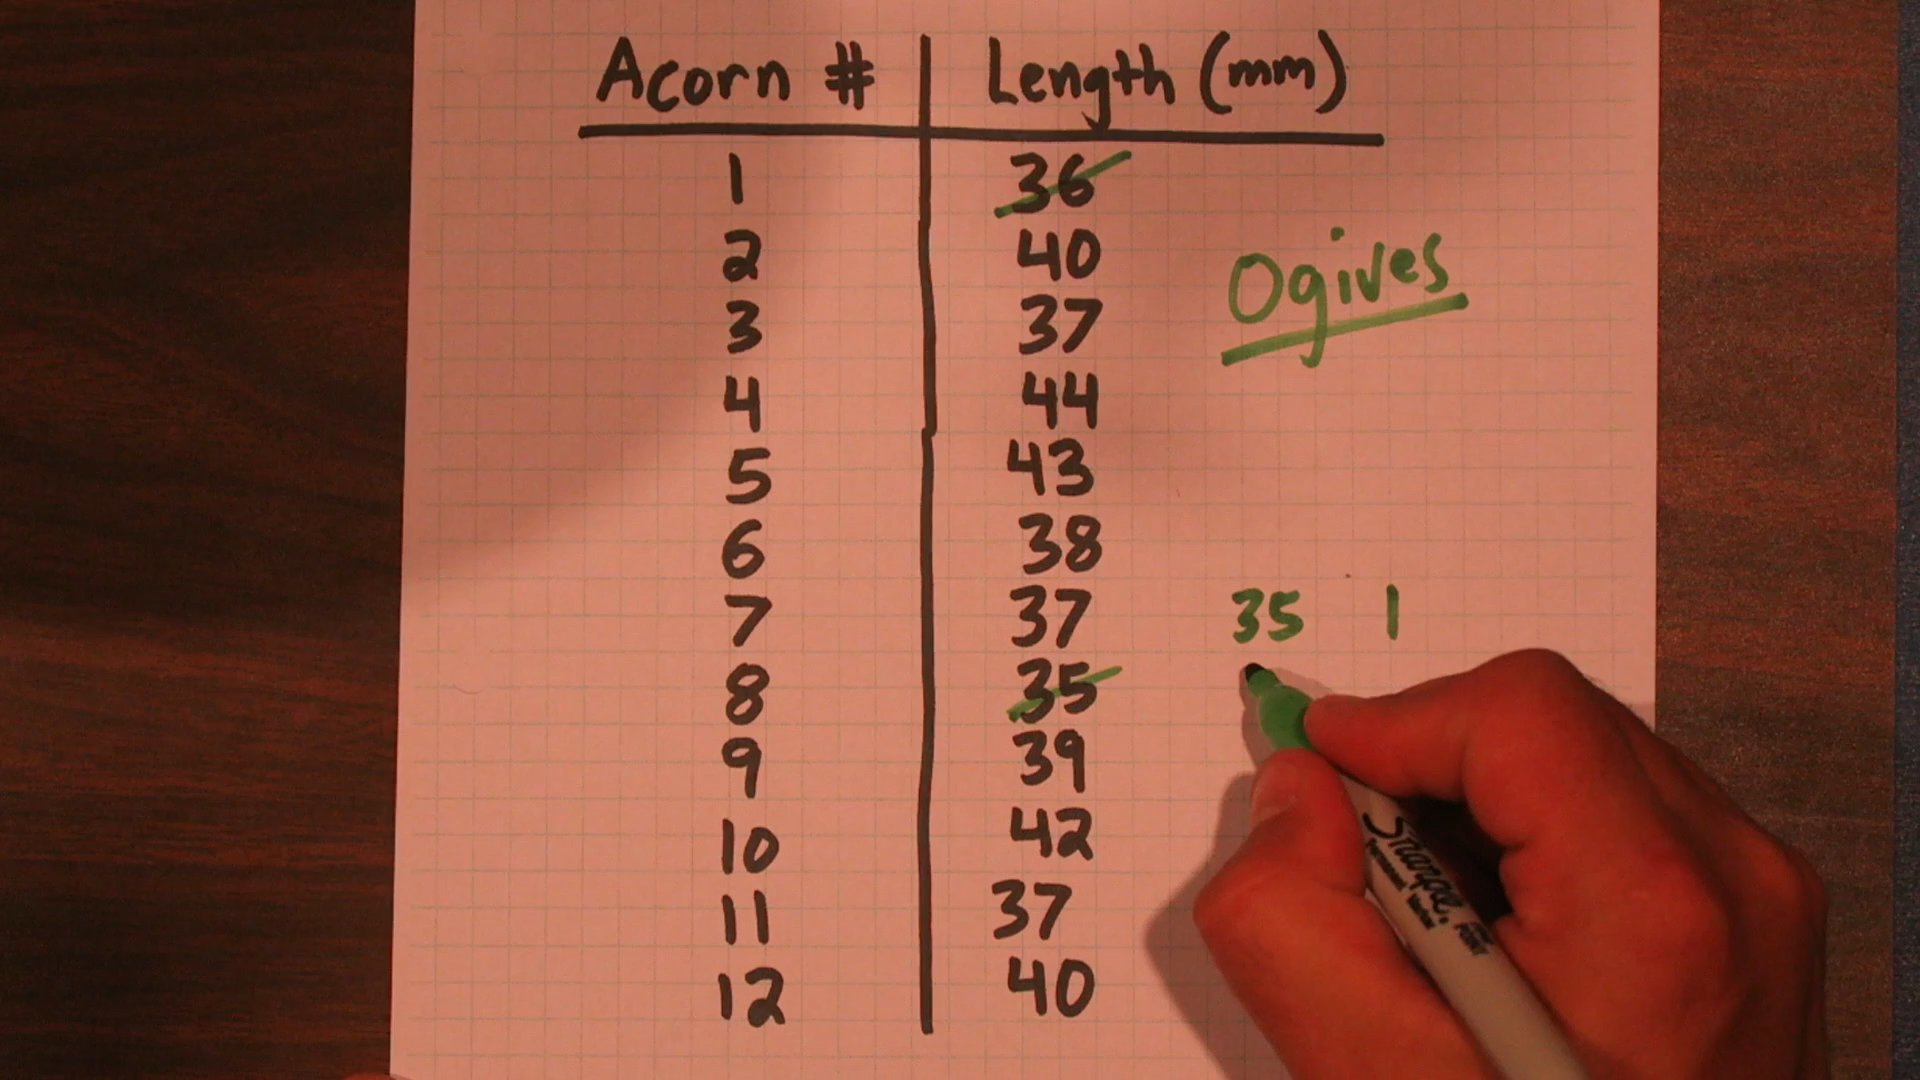 Acorn # Length (mm)
1 36
2 40
Ogives
3 37
4 44
5 43
6 38
7 37 35 1
8 35
9 39
10 42
11 37
12 40
Sharpie.